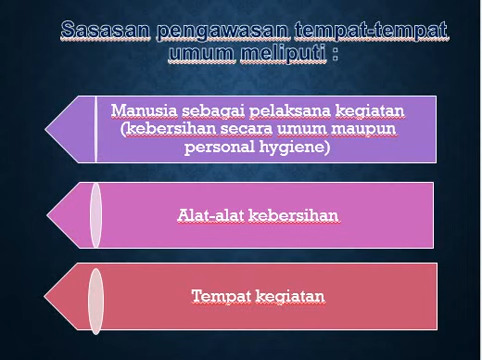 Sasasan pengawasan tempat-tempat
umum meliputi :
Manusia sebagai pelaksana kegiatan
(kebersihan secara umum maupun
personal hygiene)
Alat-alat kebersihan
Tempat kegiatan